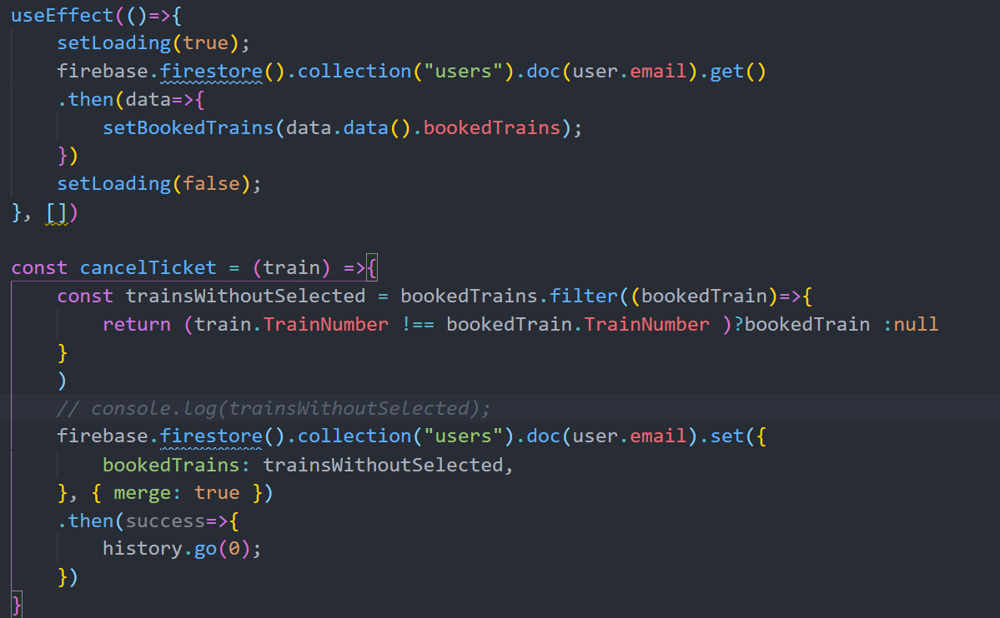 useEffect(()=>{
    setLoading(true);
    firebase.firestore().collection("users").doc(user.email).get()
    .then(data=>{
        setBookedTrains(data.data().bookedTrains);
    })
    setLoading(false);
}, [])

const cancelTicket = (train) =>{
    const trainsWithoutSelected = bookedTrains.filter((bookedTrain)=>{
        return (train.TrainNumber !== bookedTrain.TrainNumber )?bookedTrain :null
    }
    )
    // console.log(trainsWithoutSelected);
    firebase.firestore().collection("users").doc(user.email).set({
        bookedTrains: trainsWithoutSelected,
    }, { merge: true })
    .then(success=>{
        history.go(0);
    })
}